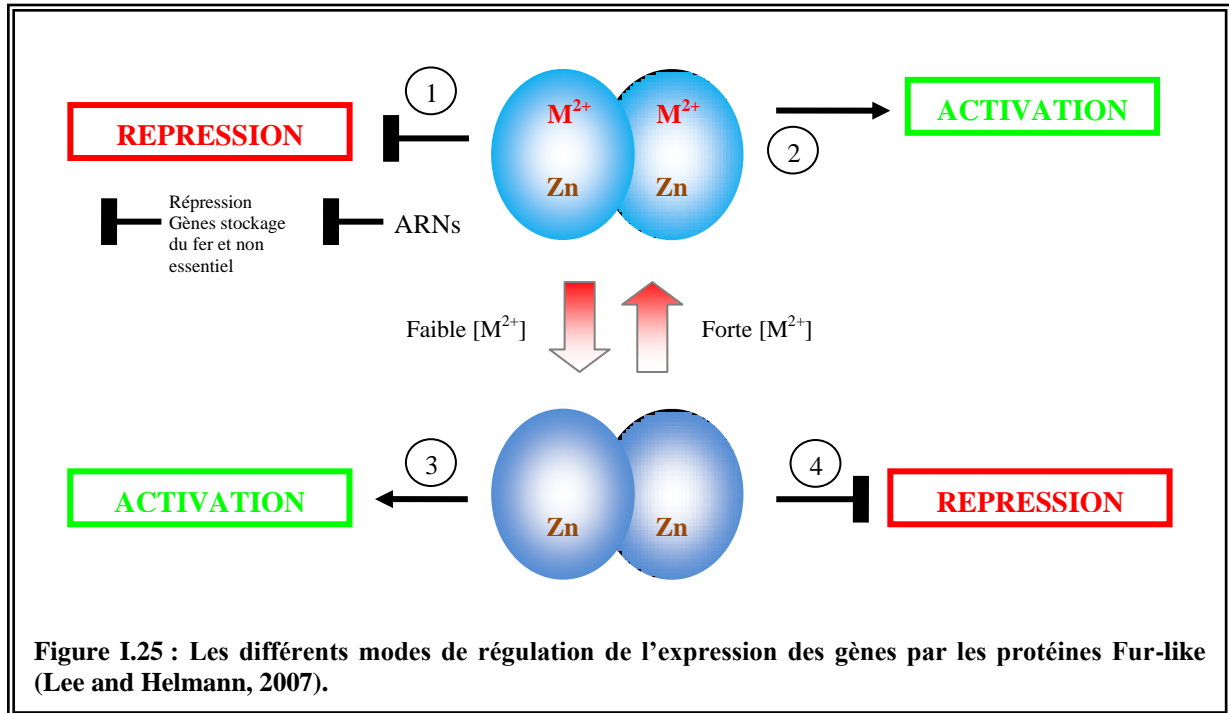 1
REPRESSION
M²⁺ M²⁺
Zn Zn
2
ACTIVATION
Répression
Gènes stockage
du fer et non
essentiel
ARNs
Faible [M²⁺]
Forte [M²⁺]
3
ACTIVATION
Zn Zn
4
REPRESSION
Figure I.25 : Les différents modes de régulation de l’expression des gènes par les protéines Fur-like
(Lee and Helmann, 2007).